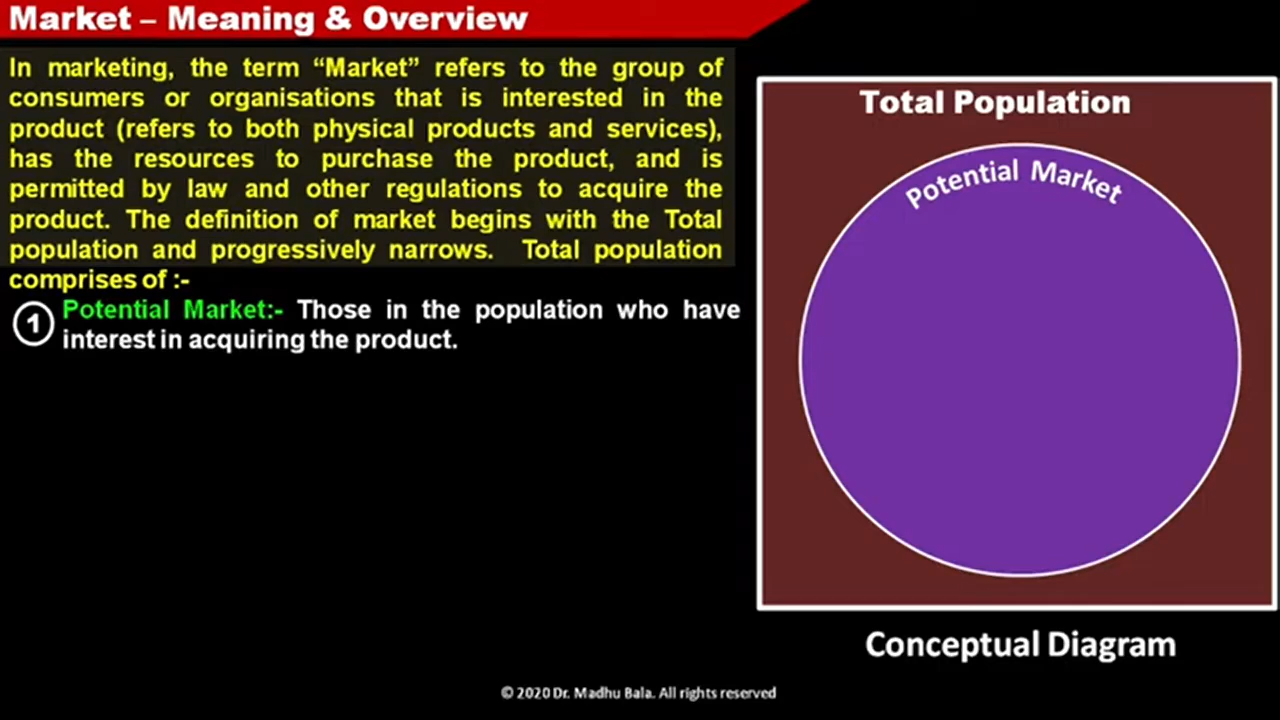 Market – Meaning & Overview
In marketing, the term “Market” refers to the group of
consumers or organisations that is interested in the
product (refers to both physical products and services),
has the resources to purchase the product, and is
permitted by law and other regulations to acquire the
product. The definition of market begins with the Total
population and progressively narrows. Total population
comprises of :-
1 Potential Market:- Those in the population who have
interest in acquiring the product.
Total Population
Potential Market
Conceptual Diagram
© 2020 Dr. Madhu Bala. All rights reserved